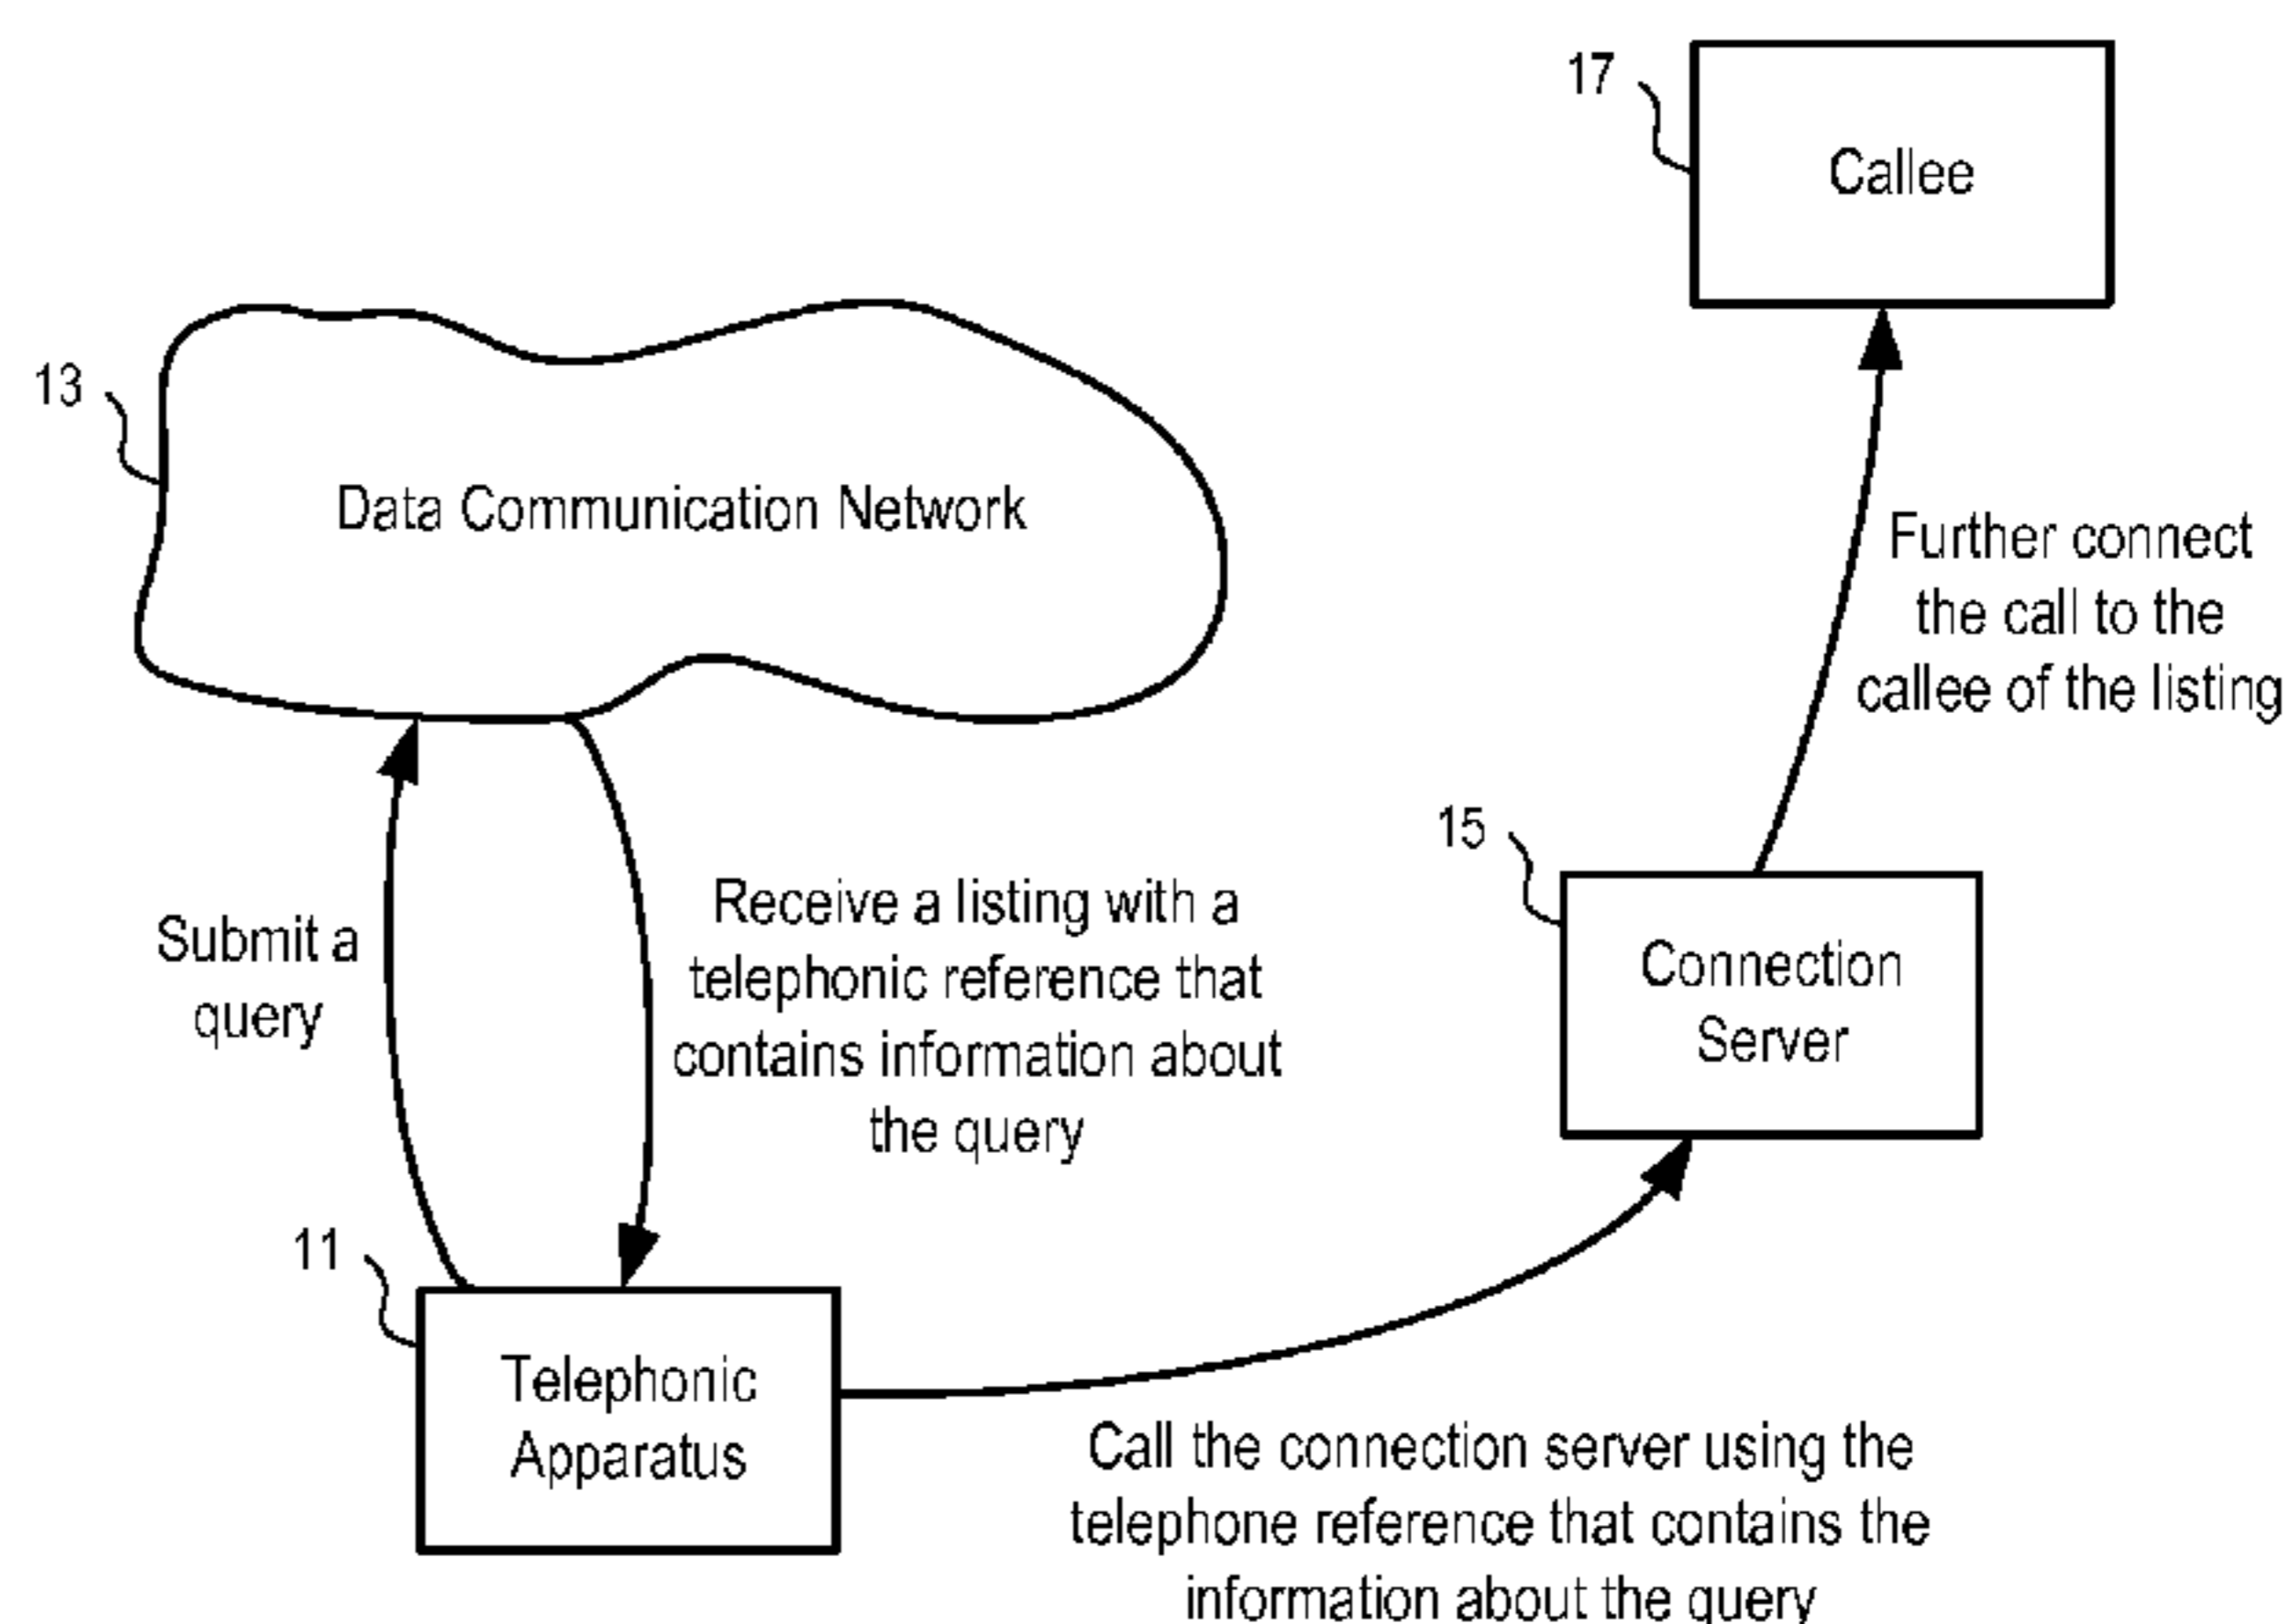 17
Callee
13
Data Communication Network
Further connect
the call to the
callee of the listing
15
Connection
Server
Submit a
query
Receive a listing with a
telephonic reference that
contains information about
the query
11
Telephonic
Apparatus
Call the connection server using the
telephone reference that contains the
information about the query